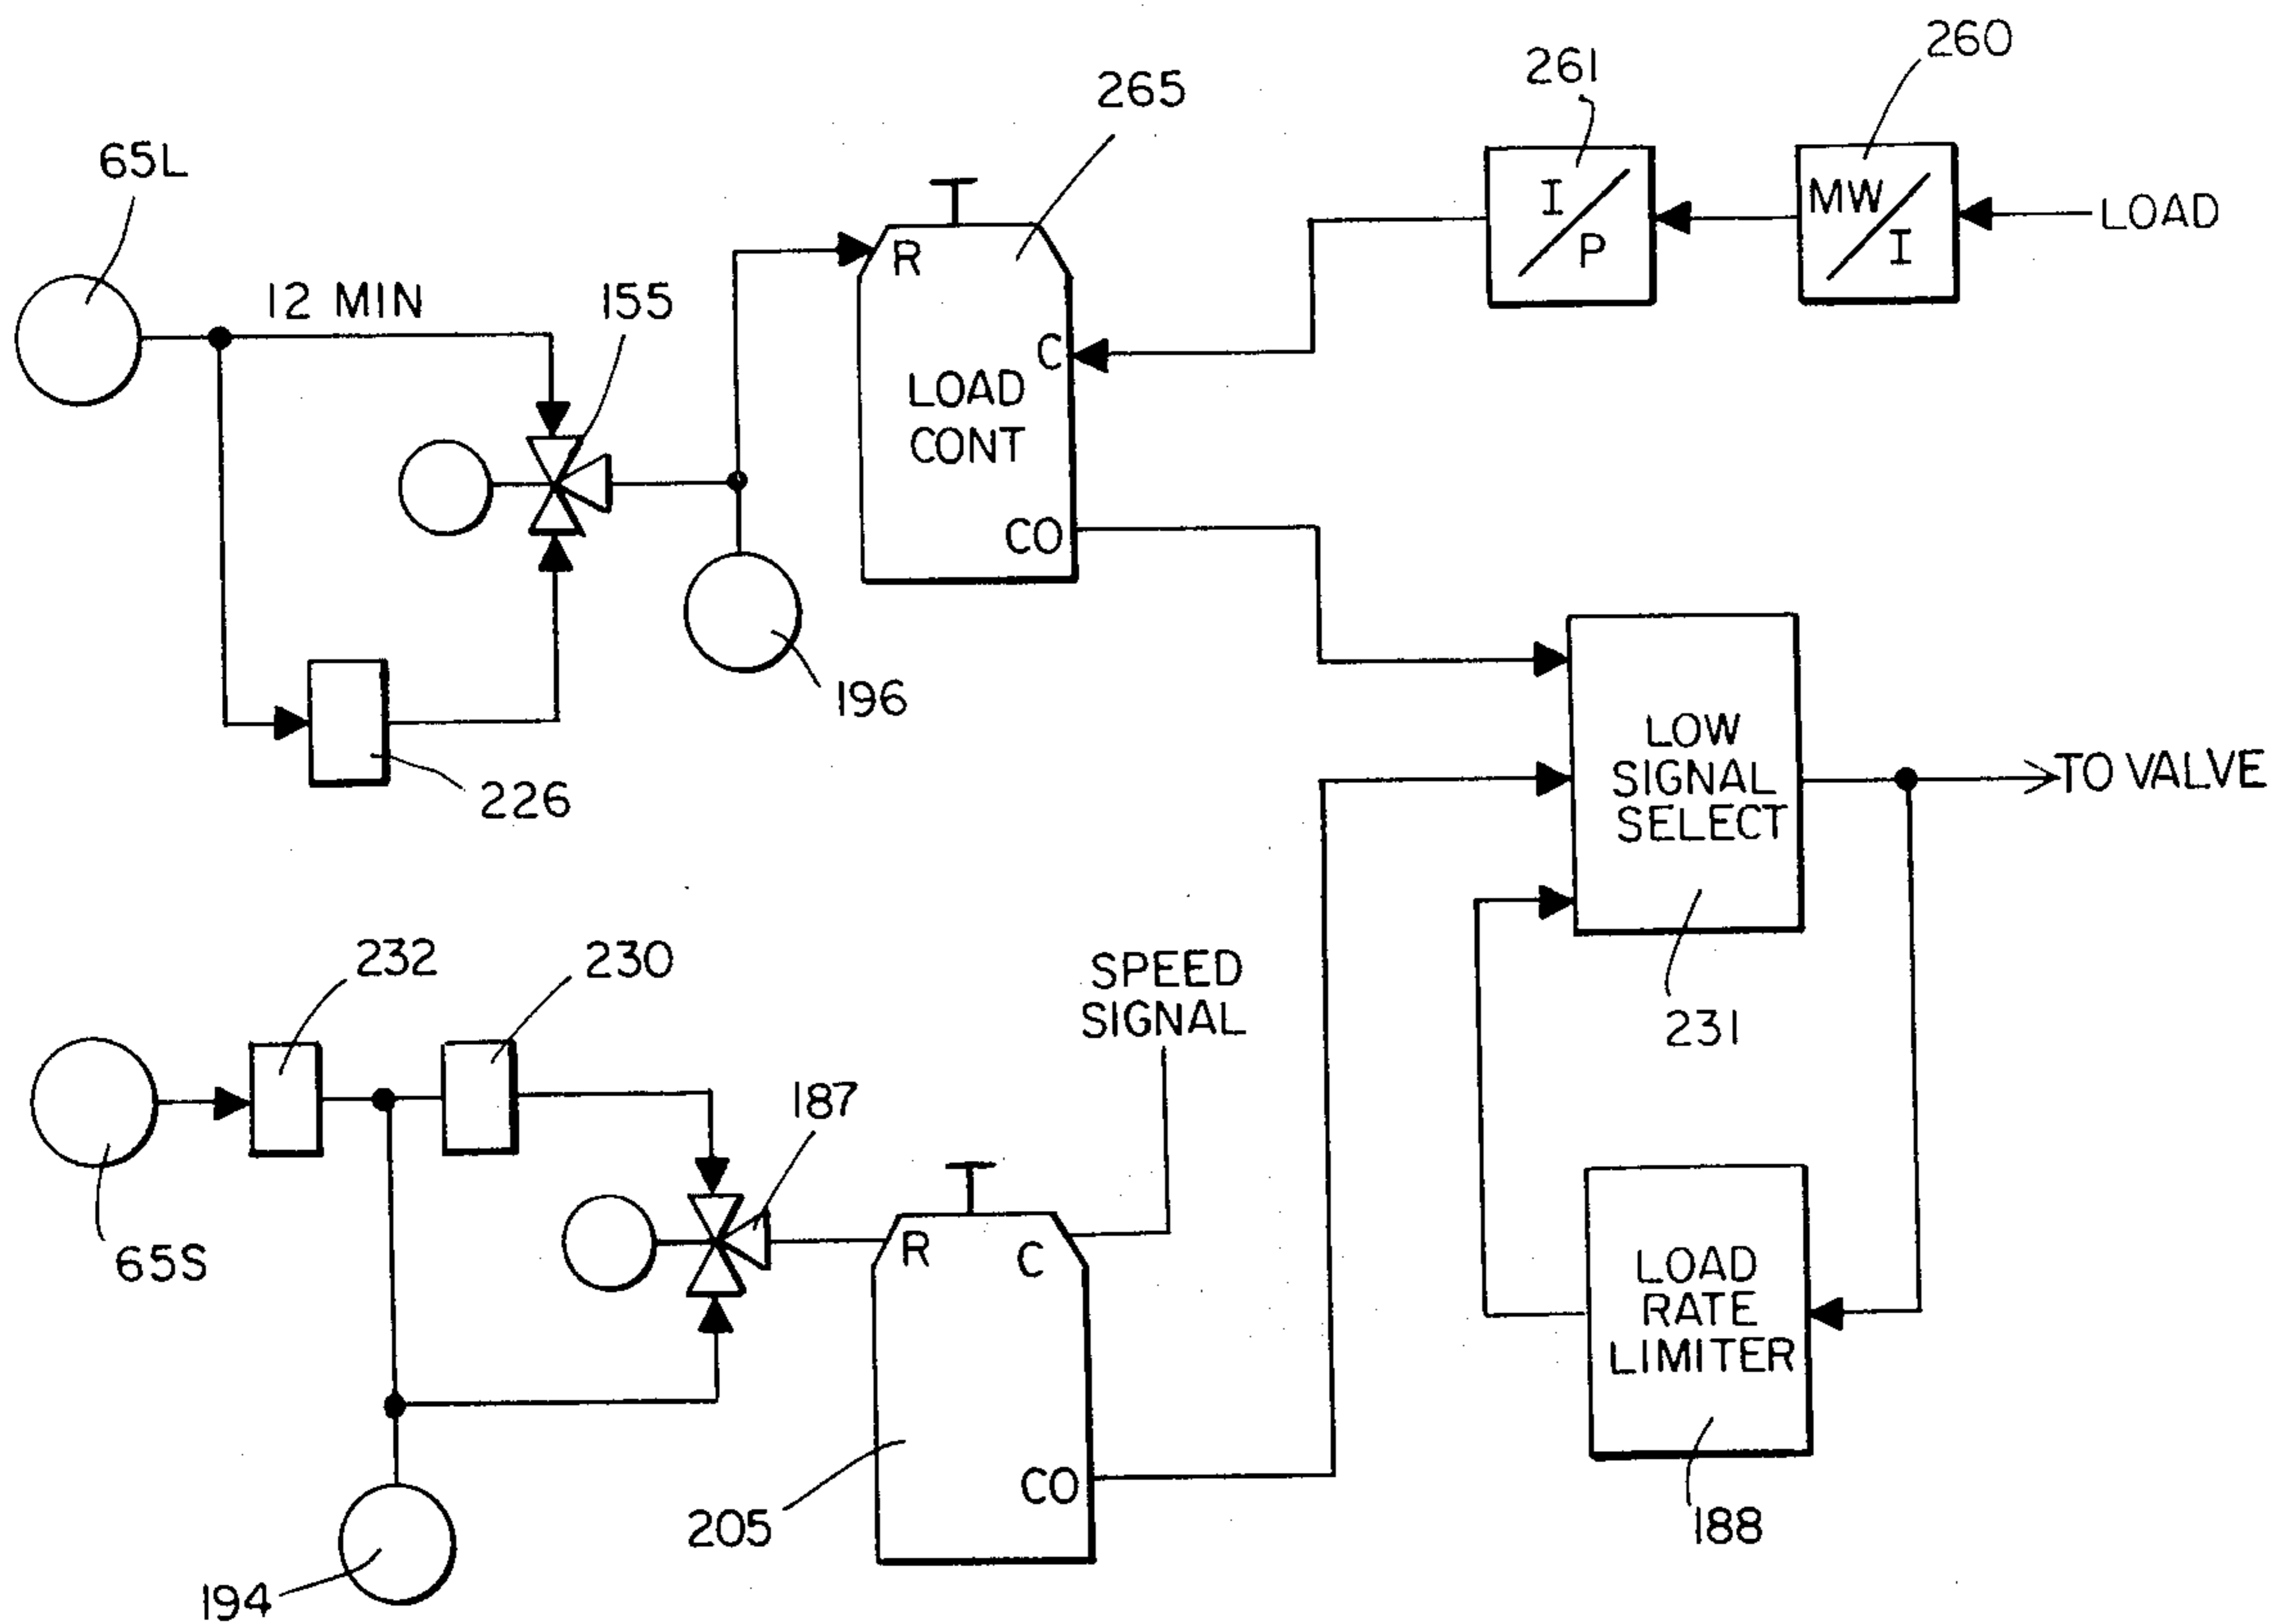 260
261
265
65L
I
P
MW
I
LOAD
R
12 MIN
155
C
LOAD
CONT
CO
196
226
LOW
SIGNAL
SELECT
TO VALVE
232
230
SPEED
SIGNAL
231
187
65S
R
C
LOAD
RATE
LIMITER
CO
205
188
194